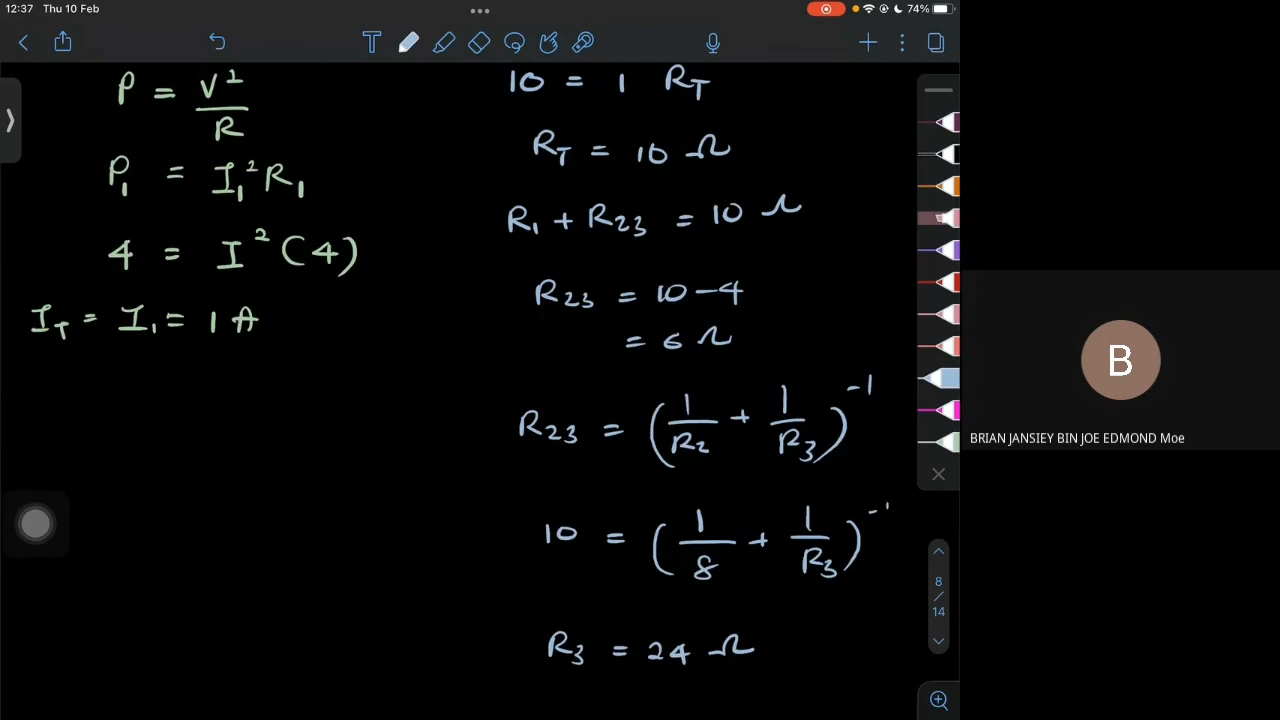 12:37 Thu 10 Feb
74%
P = V²/R
P₁ = I₁²R₁
4 = I²(4)
I_T = I₁ = 1 A
10 = 1 R_T
R_T = 10 Ω
R₁ + R₂₃ = 10 Ω
R₂₃ = 10 – 4
= 6 Ω
R₂₃ = (1/R₂ + 1/R₃)⁻¹
10 = (1/8 + 1/R₃)⁻¹
R₃ = 24 Ω
8
/
14
B
BRIAN JANSIEY BIN JOE EDMOND Moe